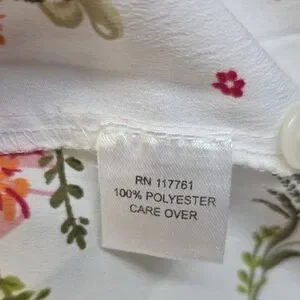 RN 117761
100% POLYESTER
CARE OVER